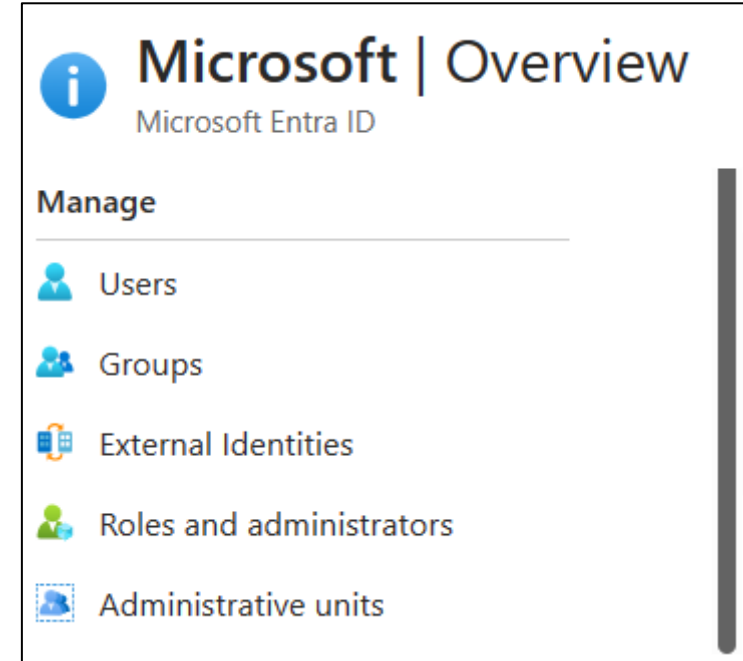 Microsoft | Overview
Microsoft Entra ID
Manage
Users
Groups
External Identities
Roles and administrators
Administrative units